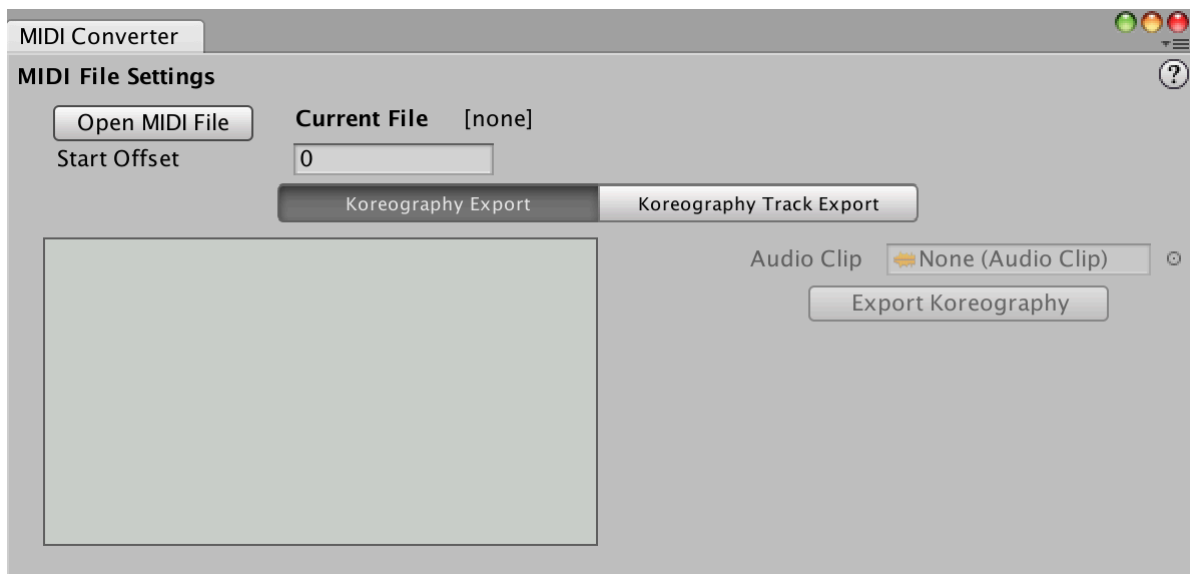 MIDI Converter
MIDI File Settings
?
Open MIDI File
Current File [none]
Start Offset
0
Koreography Export
Koreography Track Export
Audio Clip
None (Audio Clip)
Export Koreography